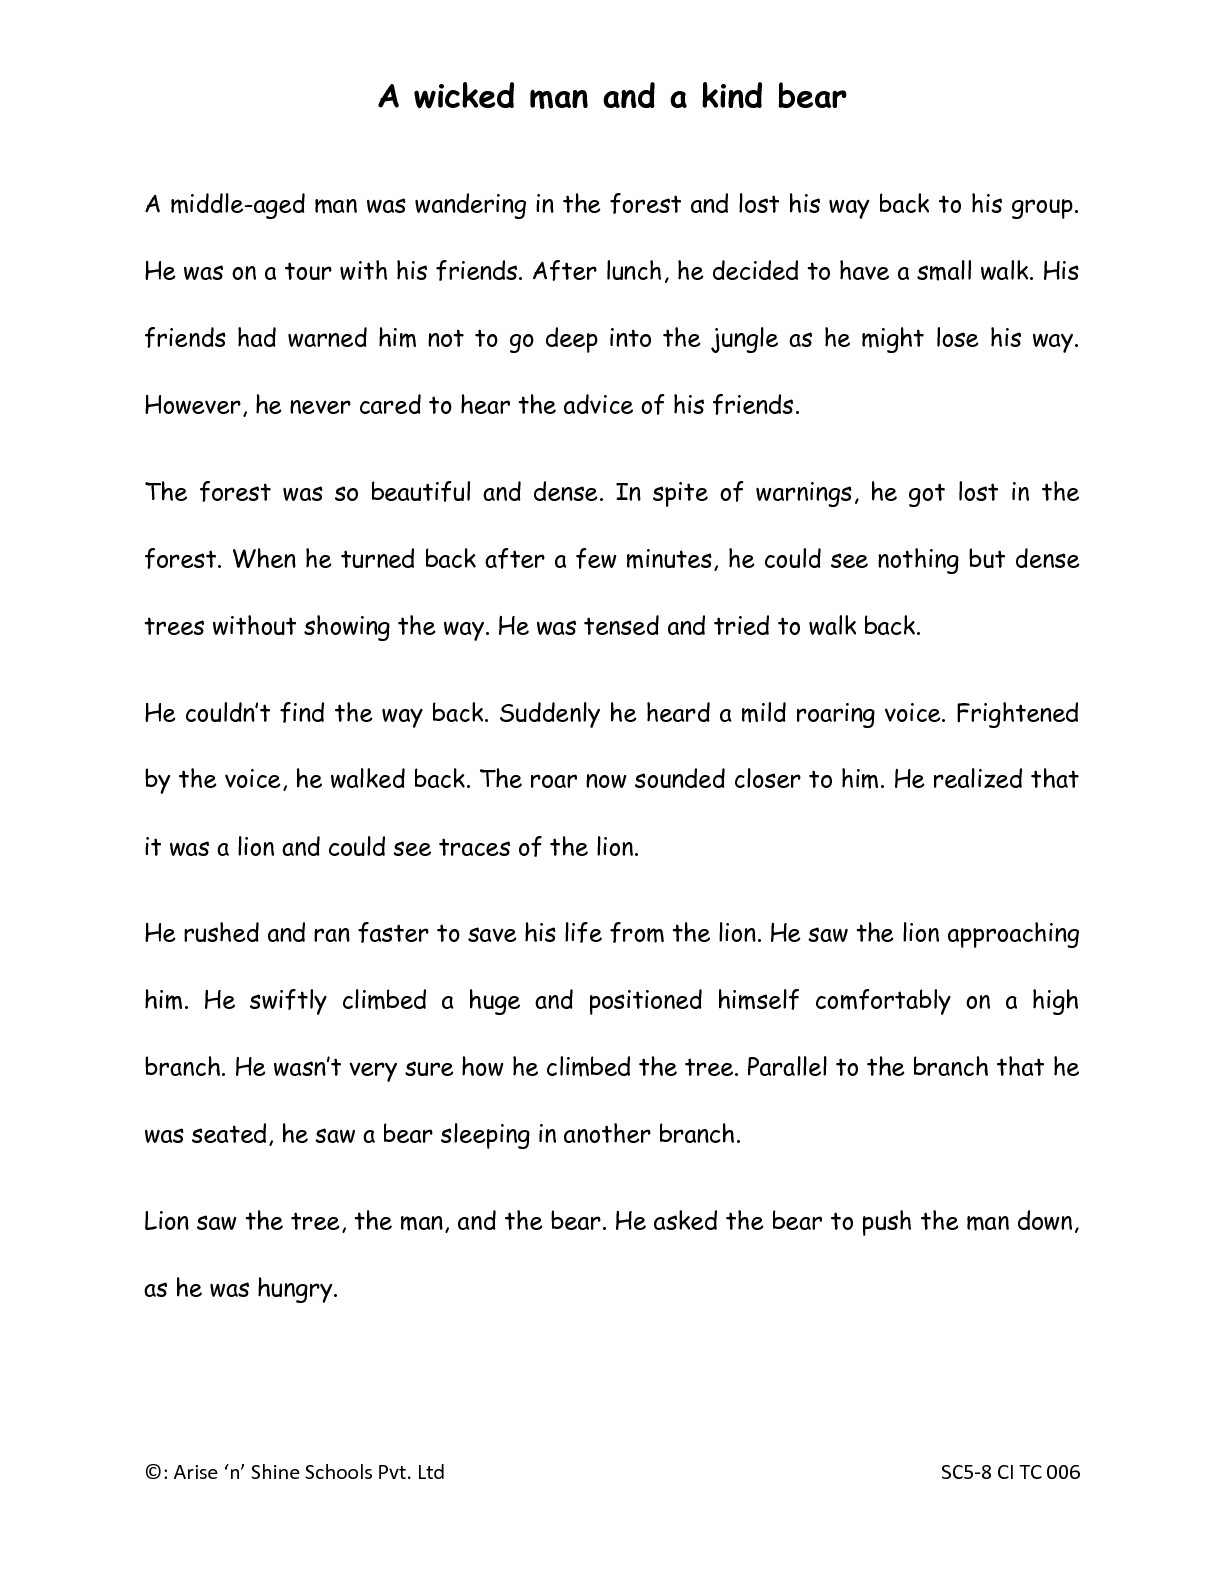 A wicked man and a kind bear
A middle-aged man was wandering in the forest and lost his way back to his group.
He was on a tour with his friends. After lunch, he decided to have a small walk. His
friends had warned him not to go deep into the jungle as he might lose his way.
However, he never cared to hear the advice of his friends.
The forest was so beautiful and dense. In spite of warnings, he got lost in the
forest. When he turned back after a few minutes, he could see nothing but dense
trees without showing the way. He was tensed and tried to walk back.
He couldn’t find the way back. Suddenly he heard a mild roaring voice. Frightened
by the voice, he walked back. The roar now sounded closer to him. He realized that
it was a lion and could see traces of the lion.
He rushed and ran faster to save his life from the lion. He saw the lion approaching
him. He swiftly climbed a huge and positioned himself comfortably on a high
branch. He wasn’t very sure how he climbed the tree. Parallel to the branch that he
was seated, he saw a bear sleeping in another branch.
Lion saw the tree, the man, and the bear. He asked the bear to push the man down,
as he was hungry.
©: Arise ‘n’ Shine Schools Pvt. Ltd
SC5-8 CI TC 006